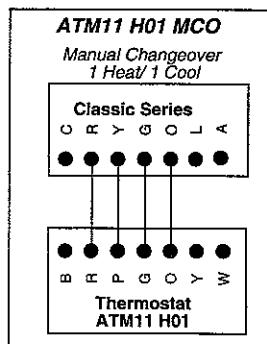 ATM11 H01 MCO
Manual Changeover
1 Heat/ 1 Cool
Classic Series
C R Y G O L A
B R P G O Y W
Thermostat
ATM11 H01